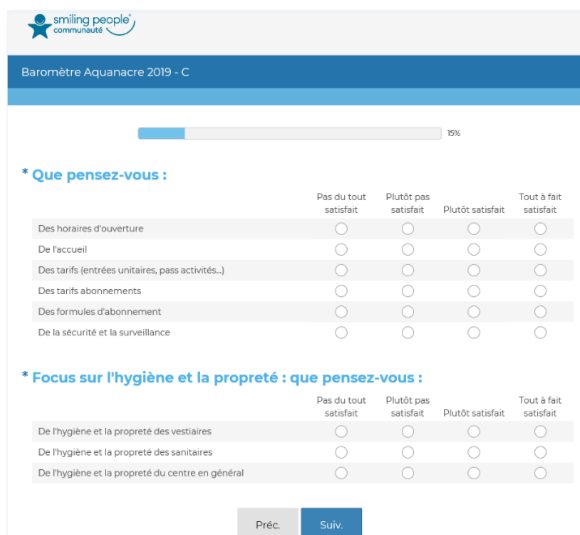 smiling people
communauté
Baromètre Aquanacre 2019 - C
15%
* Que pensez-vous :
Pas du tout satisfait Plutôt pas satisfait Plutôt satisfait Tout à fait satisfait
Des horaires d'ouverture
De l'accueil
Des tarifs (entrées unitaires, pass activités...)
Des tarifs abonnements
Des formules d'abonnement
De la sécurité et la surveillance
* Focus sur l'hygiène et la propreté : que pensez-vous :
Pas du tout satisfait Plutôt pas satisfait Plutôt satisfait Tout à fait satisfait
De l'hygiène et la propreté des vestiaires
De l'hygiène et la propreté des sanitaires
De l'hygiène et la propreté du centre en général
Préc. Suiv.